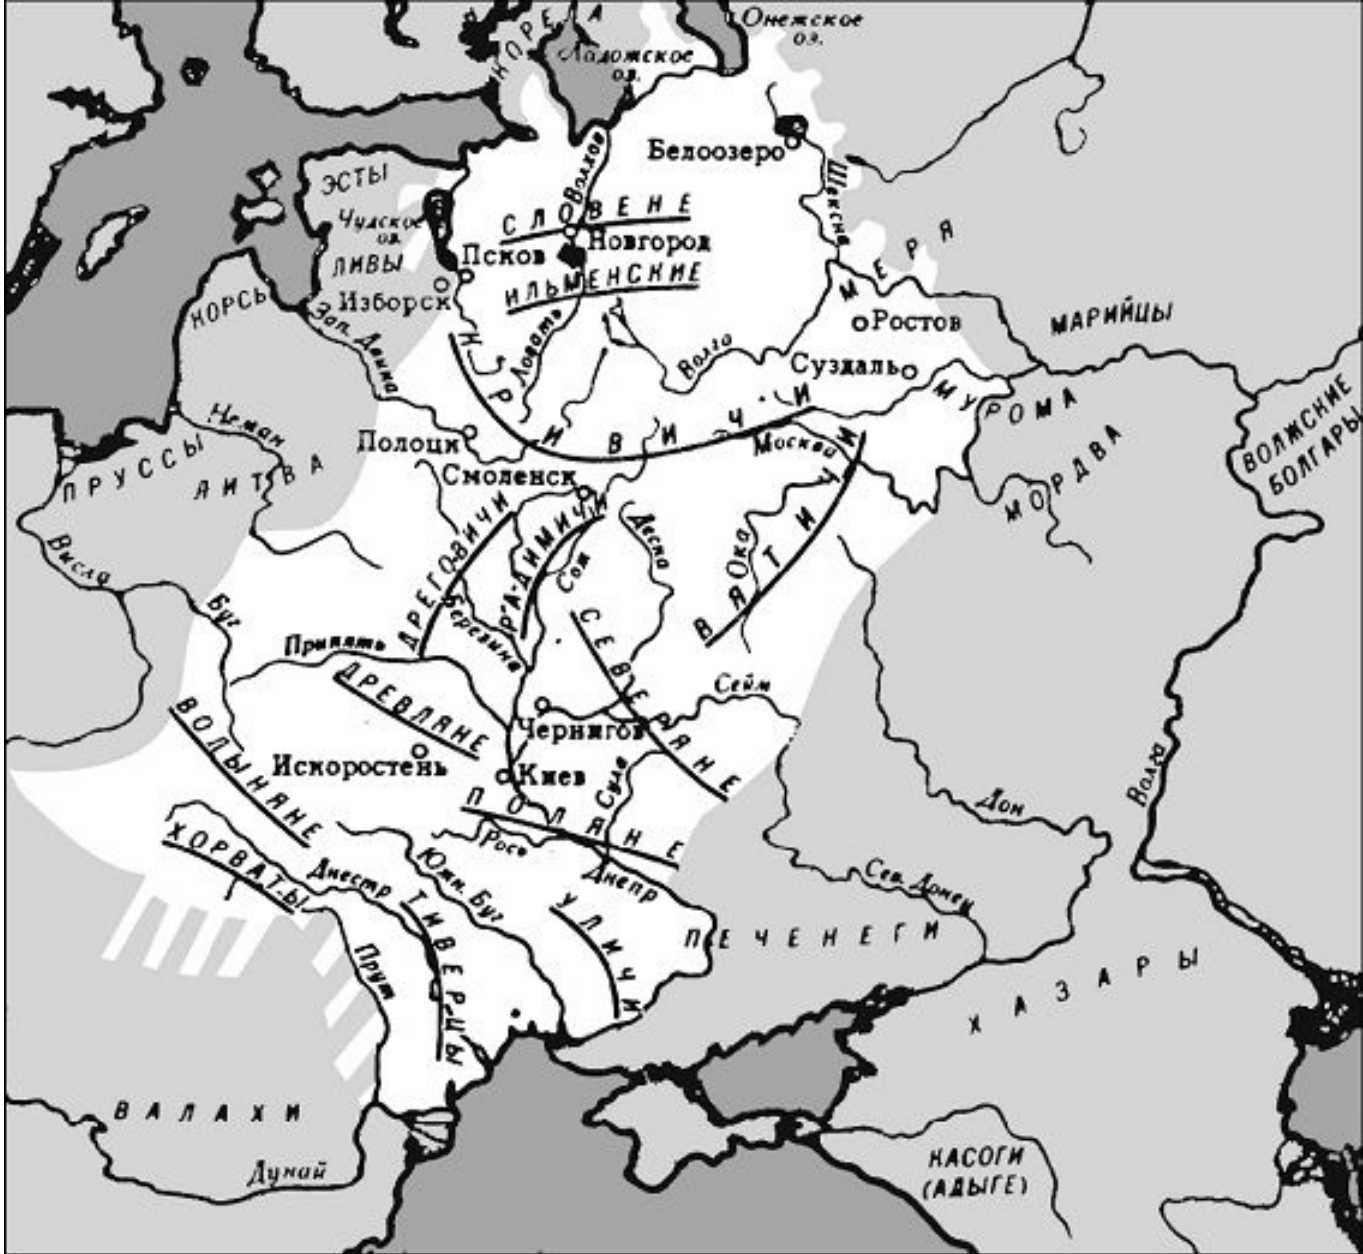 КОРЕЛА
Онежское
оз.
Ладожское
оз.
Белоозеро
Волхов
Шексна
ЭСТЫ
Чудское
оз.
СЛОВЕНЕ
Новгород
Псков
ЛИВЫ
ИЛЬМЕНСКИЕ
Изборск
МЕРЯ
КОРСЬ
Зап. Двина
Ловать
Волга
Ростов
МАРИЙЦЫ
Суздаль
МУРОМА
КРИВИЧИ
Неман
Полоцк
Москва
МОРДВА
ВОЛЖСКИЕ
БОЛГАРЫ
ПРУССЫ
ЛИТВА
Смоленск
Висла
ДРЕГОВИЧИ
РАДИМИЧИ
Десна
Сож
Ока
ВЯТИЧИ
Буг
Березина
СЕВЕРЯНЕ
Припять
ДРЕВЛЯНЕ
Сейм
Чернигов
ВОЛЫНЯНЕ
Искоростень
Киев
Сула
Волга
Дон
ПОЛЯНЕ
Рось
ХОРВАТЫ
Днестр
Южн. Буг
Днепр
Сев. Донец
ТИВЕРЦЫ
УЛИЧИ
ПЕЧЕНЕГИ
Прут
ХАЗАРЫ
ВАЛАХИ
Дунай
КАСОГИ
(АДЫГЕ)